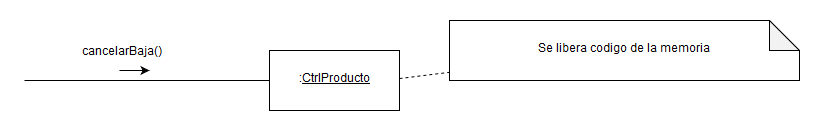 cancelarBaja()
:CtrlProducto
Se libera codigo de la memoria